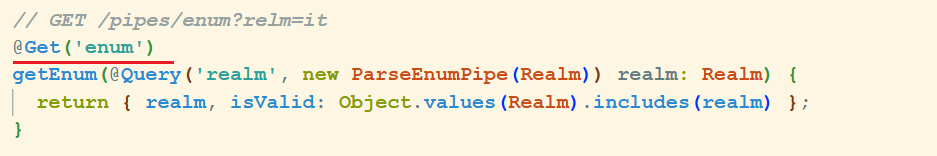 // GET /pipes/enum?relm=it
@Get('enum')
getEnum(@Query('realm', new ParseEnumPipe(Realm)) realm: Realm) {
  return { realm, isValid: Object.values(Realm).includes(realm) };
}